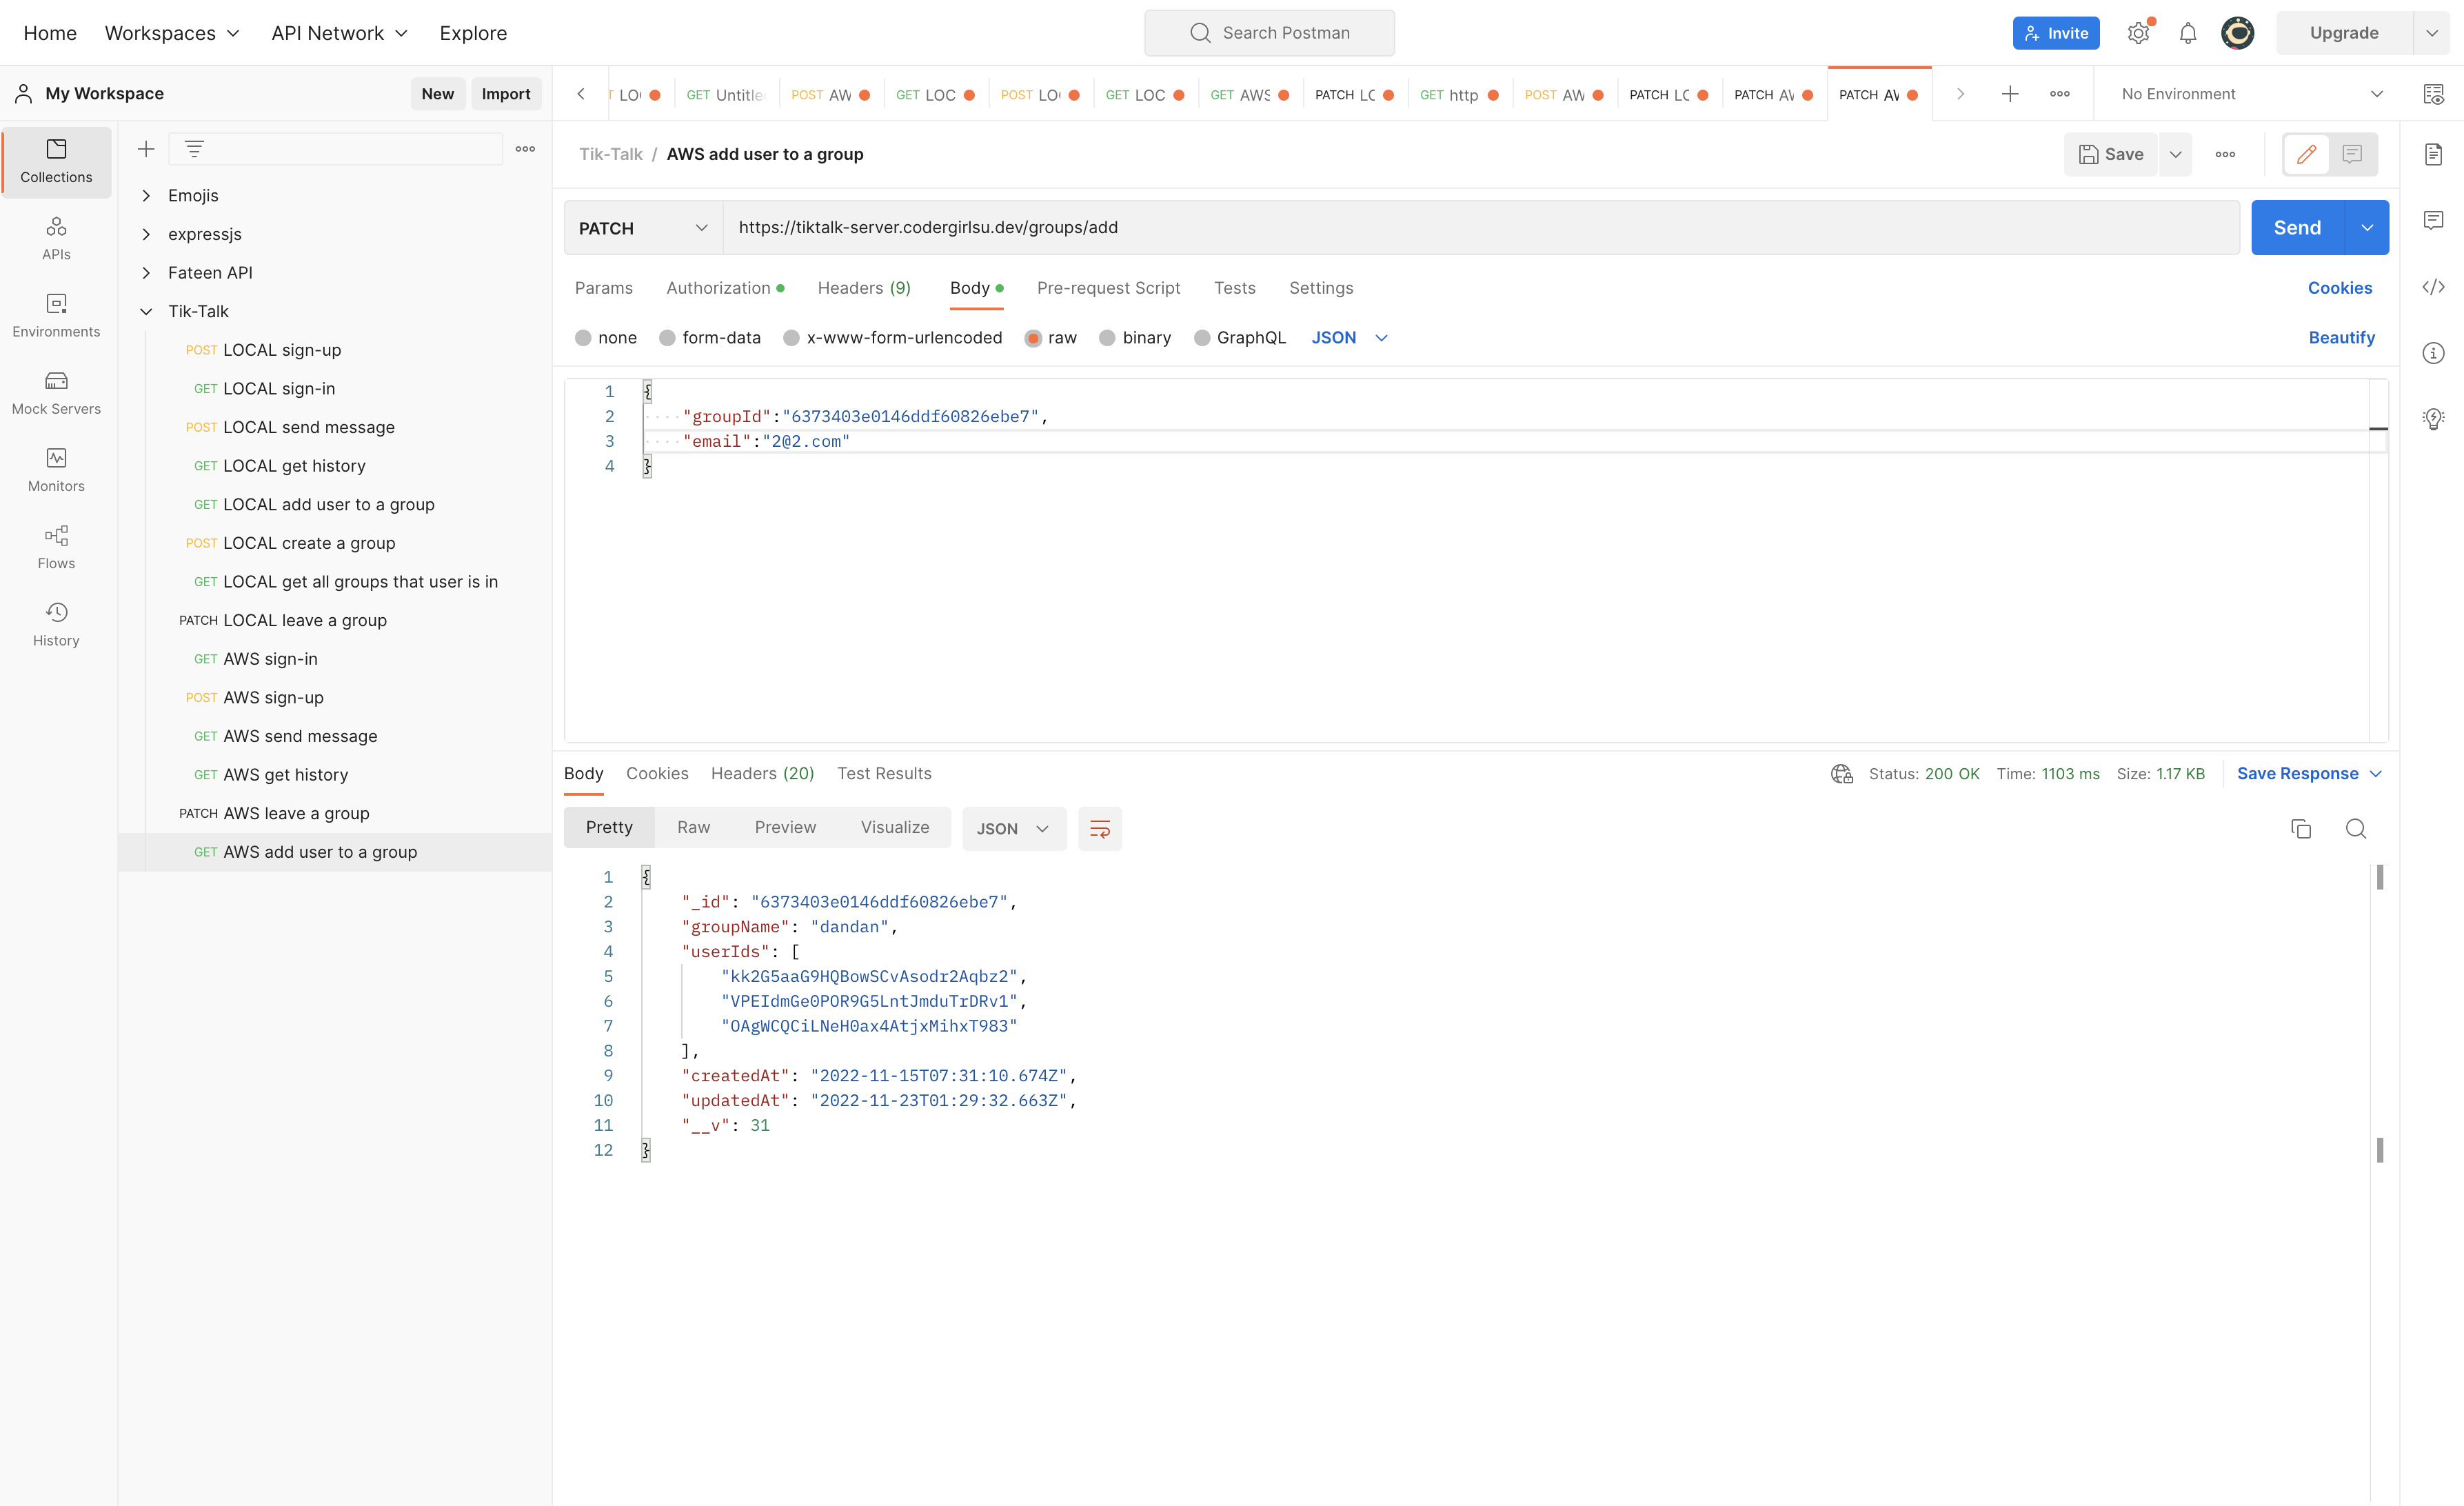 Home Workspaces API Network Explore Search Postman Invite Upgrade
My Workspace New Import
LO GET Untitle POST AW GET LOC POST LO GET LOC GET AWS PATCH LC GET http POST AW PATCH LC PATCH AV PATCH AV No Environment
Collections
APIs
Environments
Mock Servers
Monitors
Flows
History
Emojis
expressjs
Fateen API
Tik-Talk
POST LOCAL sign-up
GET LOCAL sign-in
POST LOCAL send message
GET LOCAL get history
GET LOCAL add user to a group
POST LOCAL create a group
GET LOCAL get all groups that user is in
PATCH LOCAL leave a group
GET AWS sign-in
POST AWS sign-up
GET AWS send message
GET AWS get history
PATCH AWS leave a group
GET AWS add user to a group
Tik-Talk / AWS add user to a group Save
PATCH https://tiktalk-server.codergirlsu.dev/groups/add Send
Params Authorization Headers (9) Body Pre-request Script Tests Settings Cookies
none form-data x-www-form-urlencoded raw binary GraphQL JSON Beautify
1 {
2 "groupId":"6373403e0146ddf60826ebe7",
3 "email":"2@2.com"
4 }
Body Cookies Headers (20) Test Results Status: 200 OK Time: 1103 ms Size: 1.17 KB Save Response
Pretty Raw Preview Visualize JSON
1 {
2 "_id": "6373403e0146ddf60826ebe7",
3 "groupName": "dandan",
4 "userIds": [
5 "kk2G5aaG9HQBowSCvAsodr2Aqbz2",
6 "VPEIdmGe0POR9G5LntJmduTrDRv1",
7 "OAgWCQCiLNeH0ax4AtjxMihxT983"
8 ],
9 "createdAt": "2022-11-15T07:31:10.674Z",
10 "updatedAt": "2022-11-23T01:29:32.663Z",
11 "__v": 31
12 }